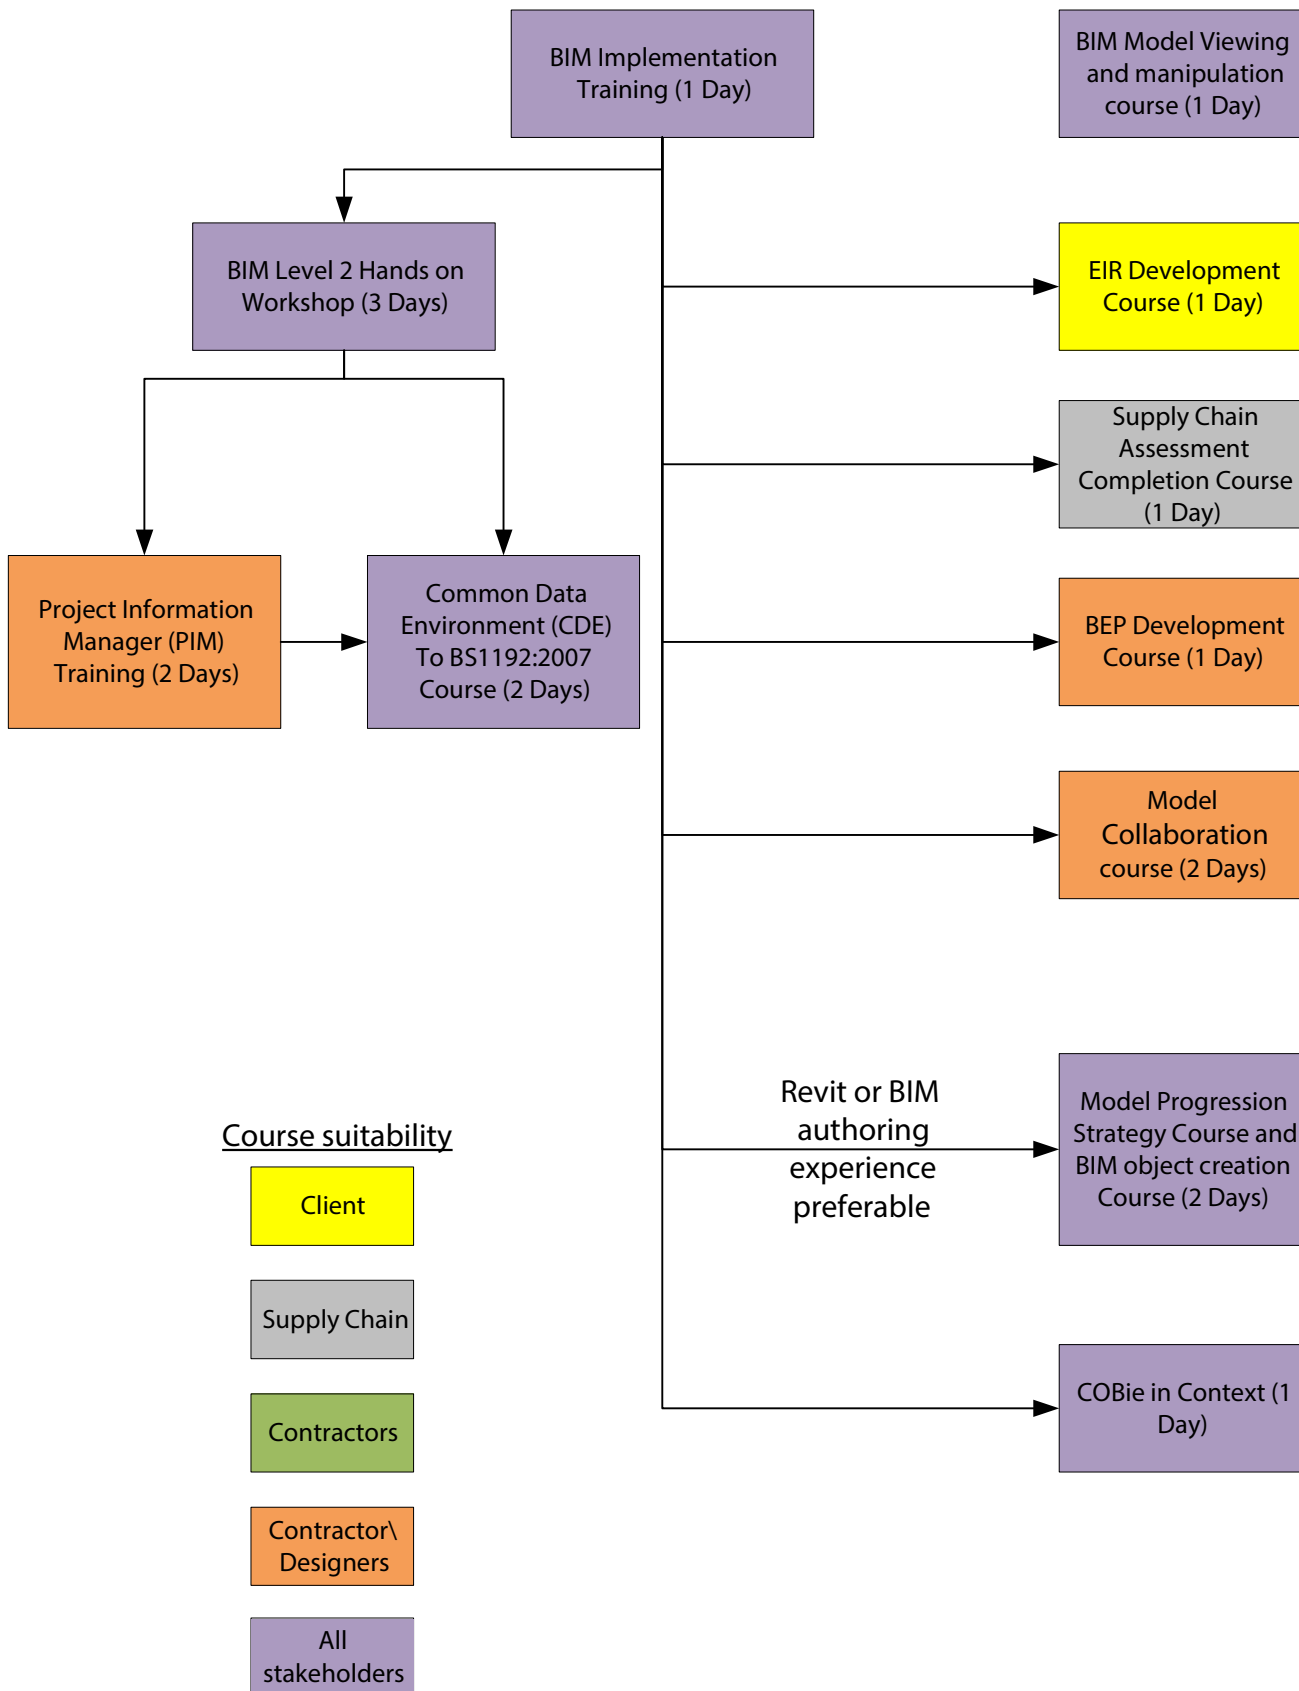 BIM Implementation
Training (1 Day)
BIM Model Viewing
and manipulation
course (1 Day)
BIM Level 2 Hands on
Workshop (3 Days)
EIR Development
Course (1 Day)
Supply Chain
Assessment
Completion Course
(1 Day)
Project Information
Manager (PIM)
Training (2 Days)
Common Data
Environment (CDE)
To BS1192:2007
Course (2 Days)
BEP Development
Course (1 Day)
Model
Collaboration
course (2 Days)
Revit or BIM
authoring
experience
preferable
Model Progression
Strategy Course and
BIM object creation
Course (2 Days)
COBie in Context (1
Day)
Course suitability
Client
Supply Chain
Contractors
Contractor\
Designers
All
stakeholders